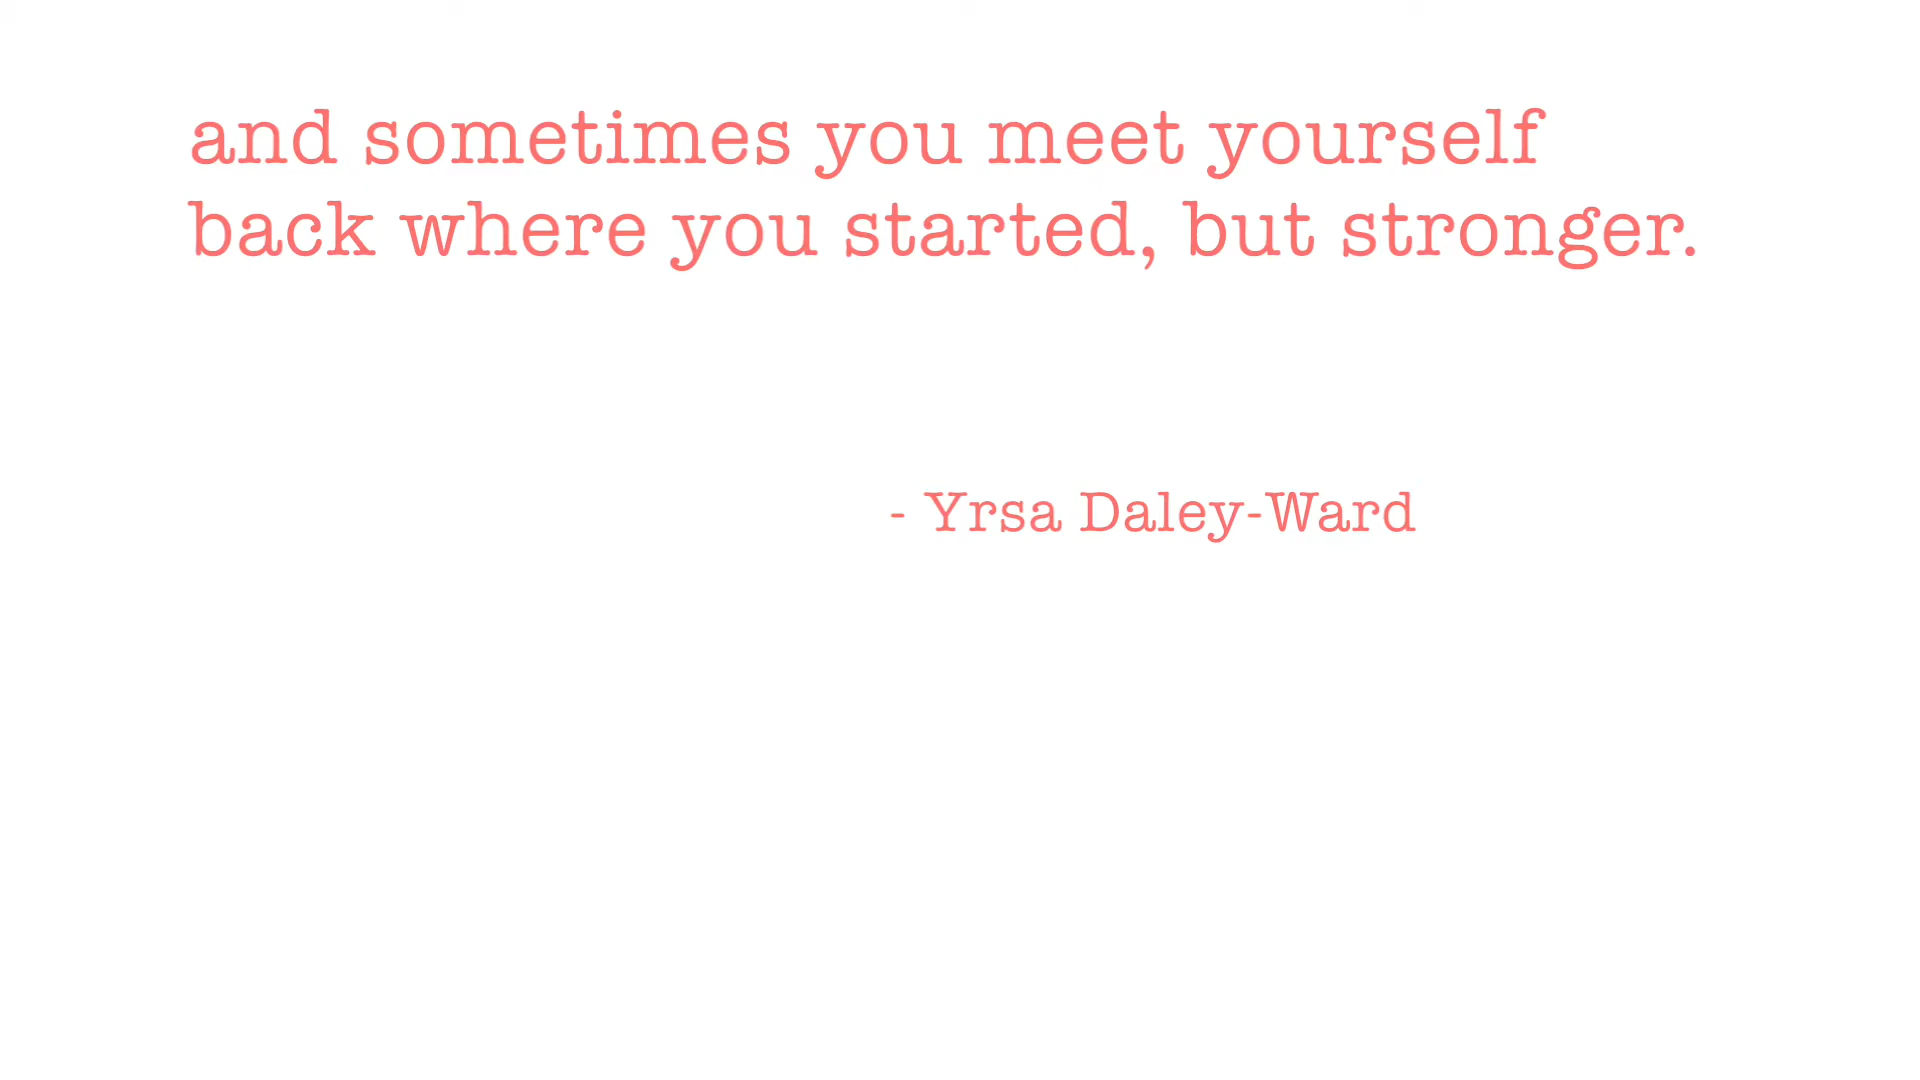 and sometimes you meet yourself
back where you started, but stronger.
- Yrsa Daley-Ward